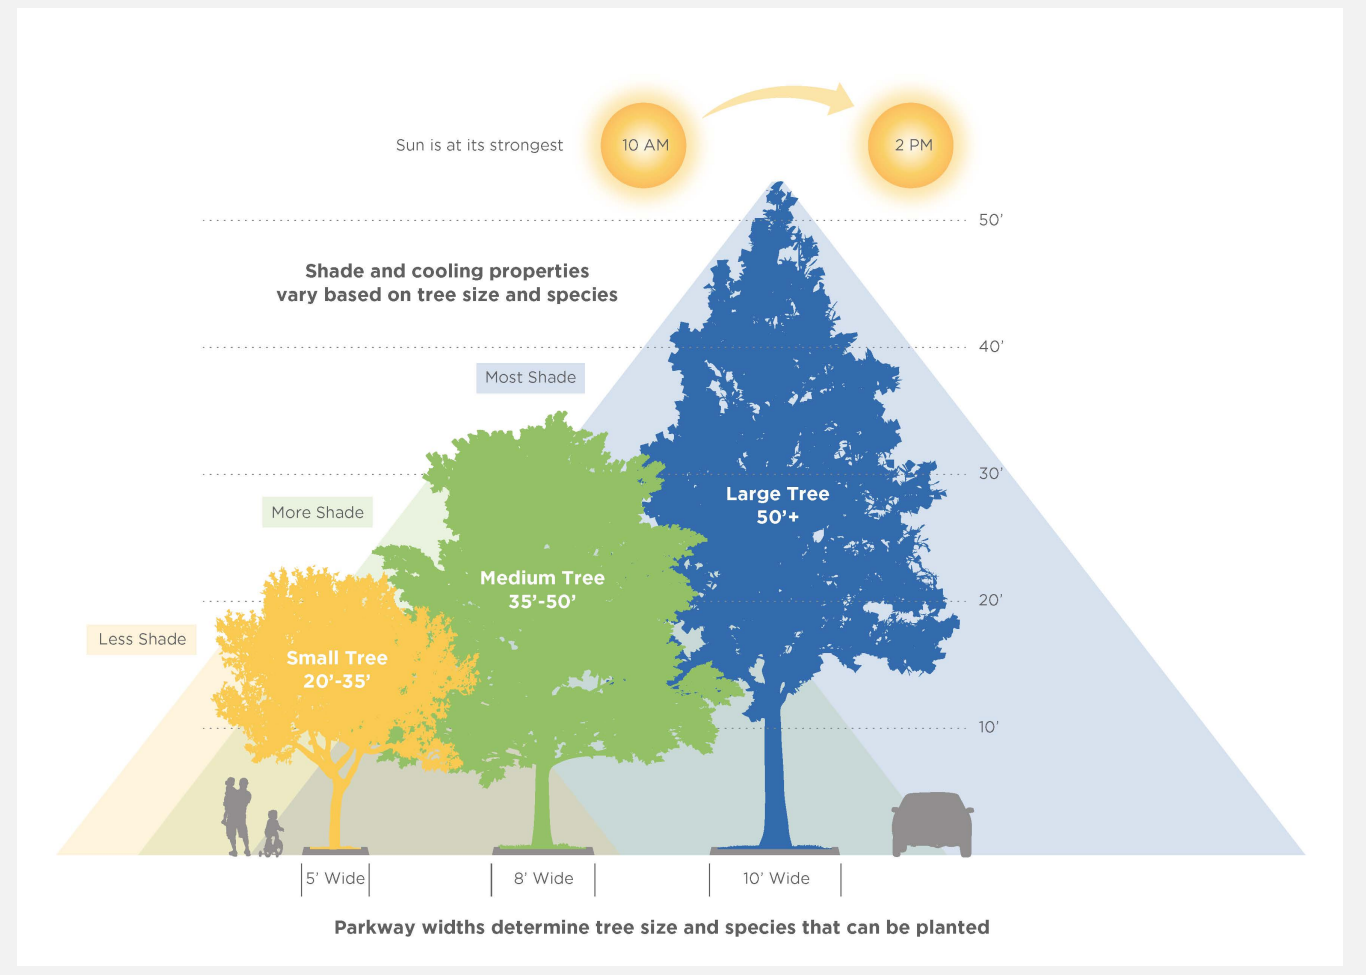 Sun is at its strongest
10 AM
2 PM
50’
Shade and cooling properties
vary based on tree size and species
40’
Most Shade
30’
Large Tree
50’+
More Shade
Medium Tree
35’-50’
20’
Less Shade
Small Tree
20’-35’
10’
5’ Wide
8’ Wide
10’ Wide
Parkway widths determine tree size and species that can be planted